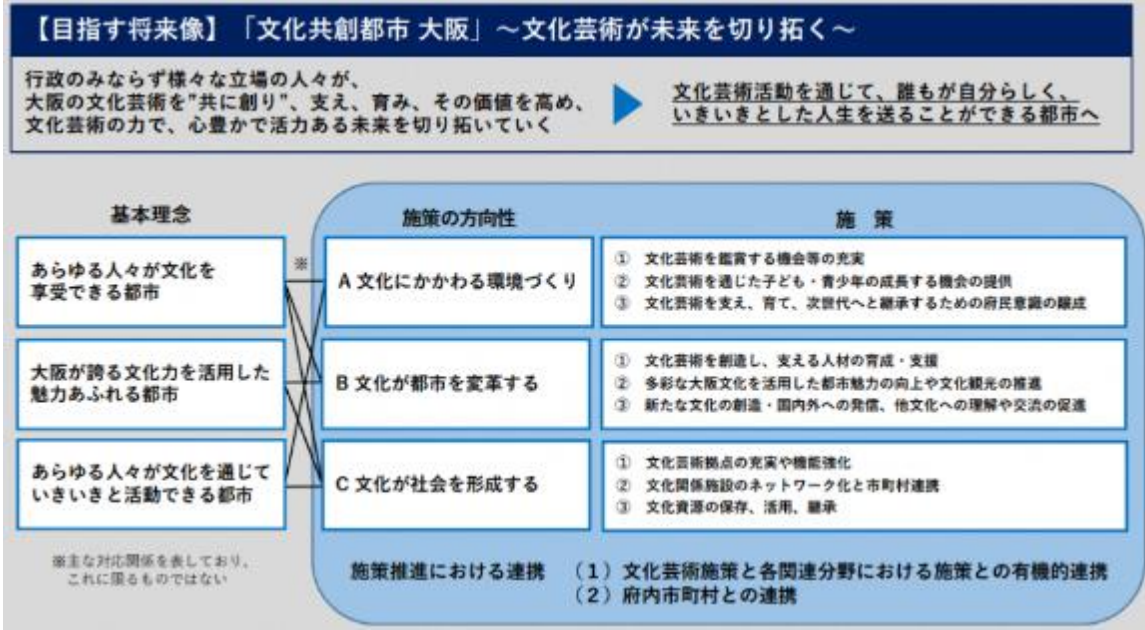 【目指す将来像】「文化共創都市 大阪」～文化芸術が未来を切り拓く～
行政のみならず様々な立場の人々が、
大阪の文化芸術を”共に創り”、支え、育み、その価値を高め、
文化芸術の力で、心豊かで活力ある未来を切り拓いていく
文化芸術活動を通じて、誰もが自分らしく、
いきいきとした人生を送ることができる都市へ
基本理念
施策の方向性
施 策
あらゆる人々が文化を
享受できる都市
※
A 文化にかかわる環境づくり
① 文化芸術を鑑賞する機会等の充実
② 文化芸術を通じた子ども・青少年の成長する機会の提供
③ 文化芸術を支え、育て、次世代へと継承するための府民意識の醸成
大阪が誇る文化力を活用した
魅力あふれる都市
B 文化が都市を変革する
① 文化芸術を創造し、支える人材の育成・支援
② 多彩な大阪文化を活用した都市魅力の向上や文化観光の推進
③ 新たな文化の創造・国内外への発信、他文化への理解や交流の促進
あらゆる人々が文化を通じて
いきいきと活動できる都市
C 文化が社会を形成する
① 文化芸術拠点の充実や機能強化
② 文化関係施設のネットワーク化と市町村連携
③ 文化資源の保存、活用、継承
※主な対応関係を表しており、
これに限るものではない
施策推進における連携 （１）文化芸術施策と各関連分野における施策との有機的連携
（２）府内市町村との連携